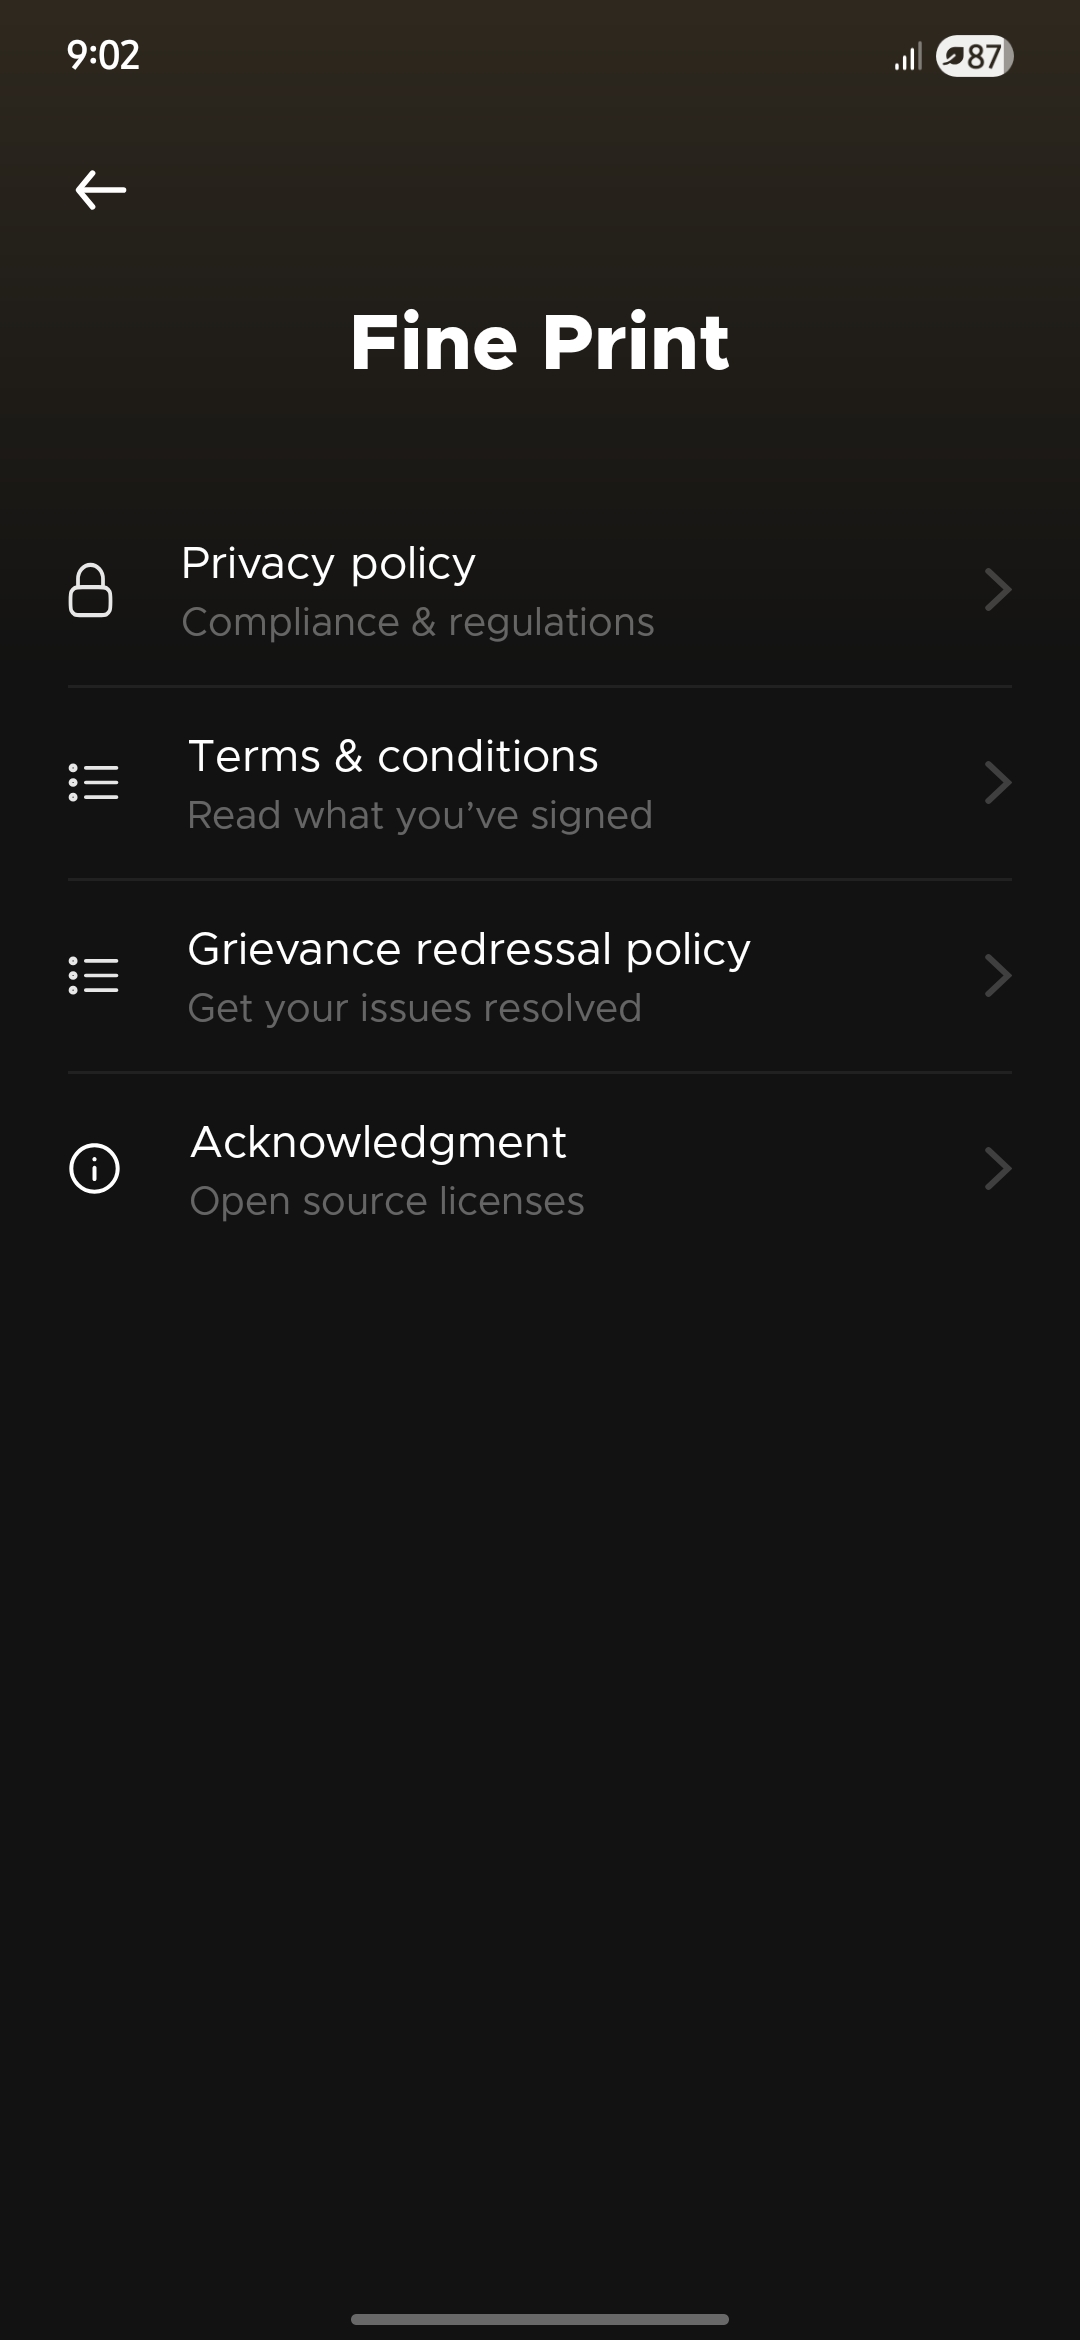 9:02
87
Fine Print
Privacy policy
Compliance & regulations
Terms & conditions
Read what you’ve signed
Grievance redressal policy
Get your issues resolved
Acknowledgment
Open source licenses